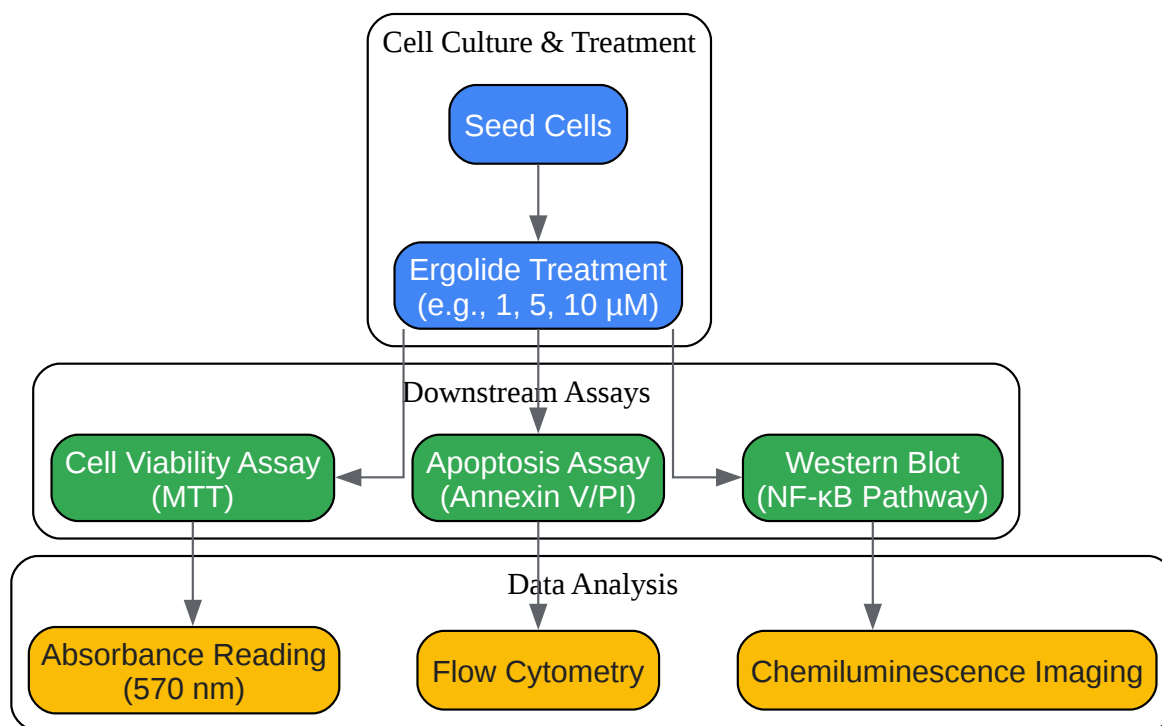 Cell Culture & Treatment
Seed Cells
Ergolide Treatment
(e.g., 1, 5, 10 µM)
Downstream Assays
Cell Viability Assay
(MTT)
Apoptosis Assay
(Annexin V/PI)
Western Blot
(NF-κB Pathway)
Data Analysis
Absorbance Reading
(570 nm)
Flow Cytometry
Chemiluminescence Imaging